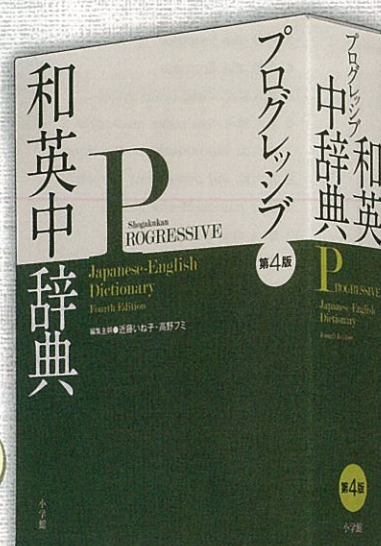 プログレッシブ
和英中辞典
Shogakukan
PROGRESSIVE
Japanese-English
Dictionary
Fourth Edition
第4版
編集主幹●近藤いね子・高野フミ
小学館
プログレッシブ
和英
中辞典
PROGRESSIVE
Japanese-English
Dictionary
Fourth Edition
第4版
小学館